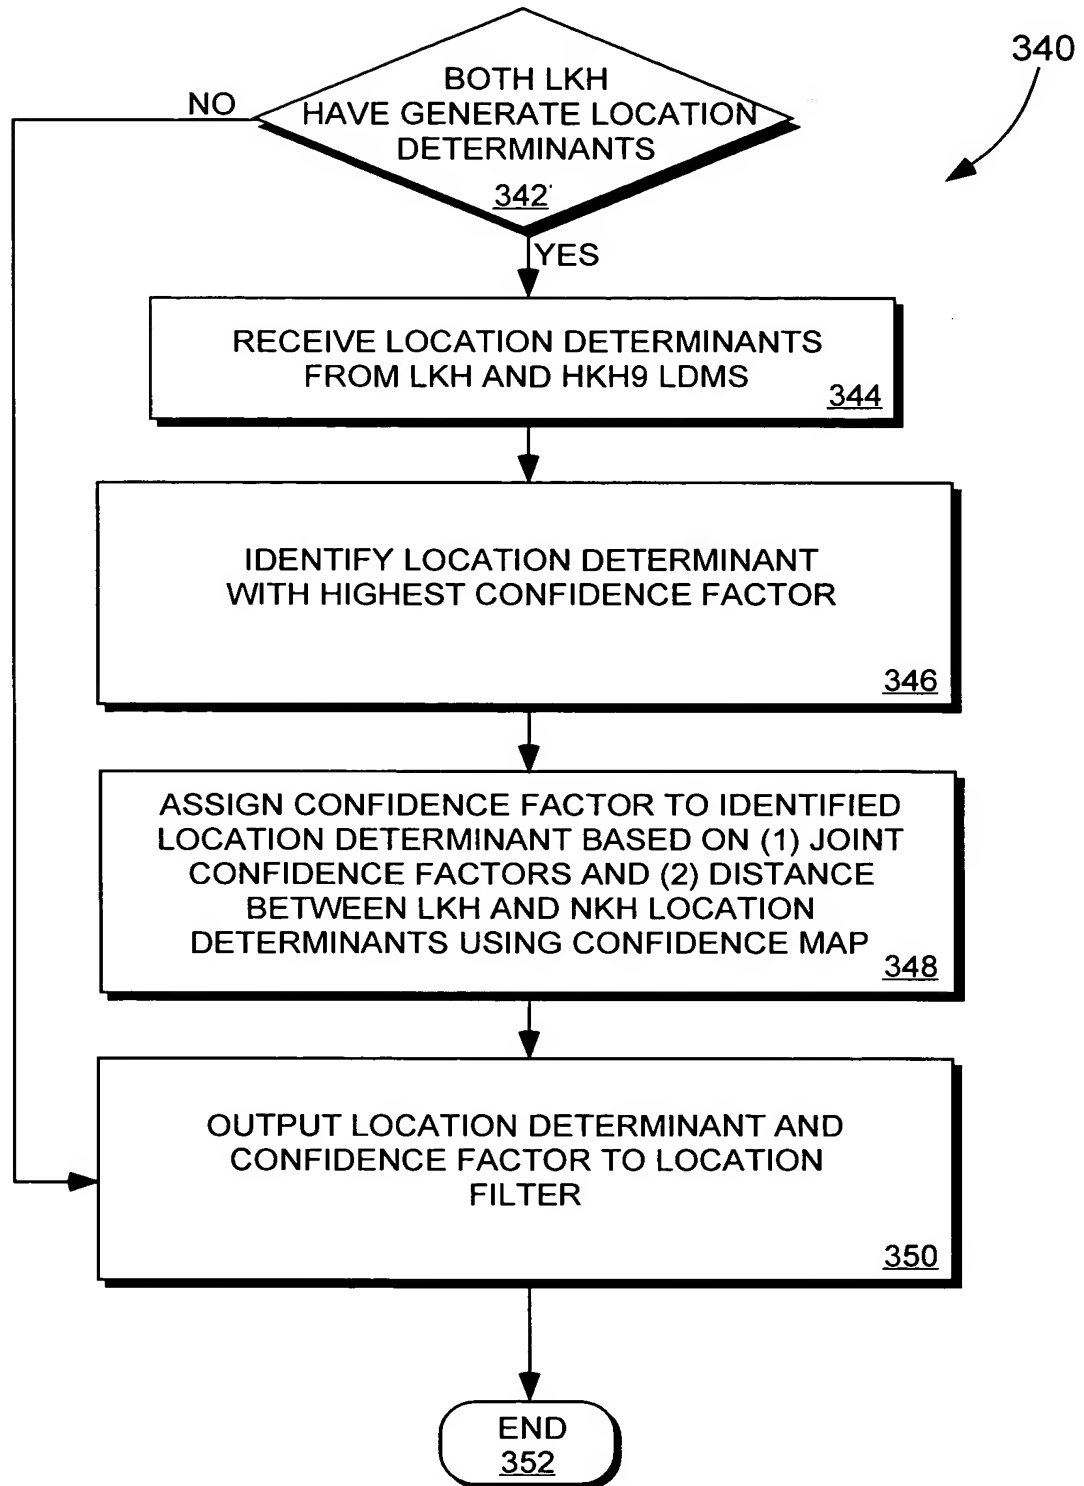 340
BOTH LKH
HAVE GENERATE LOCATION
DETERMINANTS
342
NO
YES
RECEIVE LOCATION DETERMINANTS
FROM LKH AND HKH9 LDMS
344
IDENTIFY LOCATION DETERMINANT
WITH HIGHEST CONFIDENCE FACTOR
346
ASSIGN CONFIDENCE FACTOR TO IDENTIFIED
LOCATION DETERMINANT BASED ON (1) JOINT
CONFIDENCE FACTORS AND (2) DISTANCE
BETWEEN LKH AND NKH LOCATION
DETERMINANTS USING CONFIDENCE MAP
348
OUTPUT LOCATION DETERMINANT AND
CONFIDENCE FACTOR TO LOCATION
FILTER
350
END
352